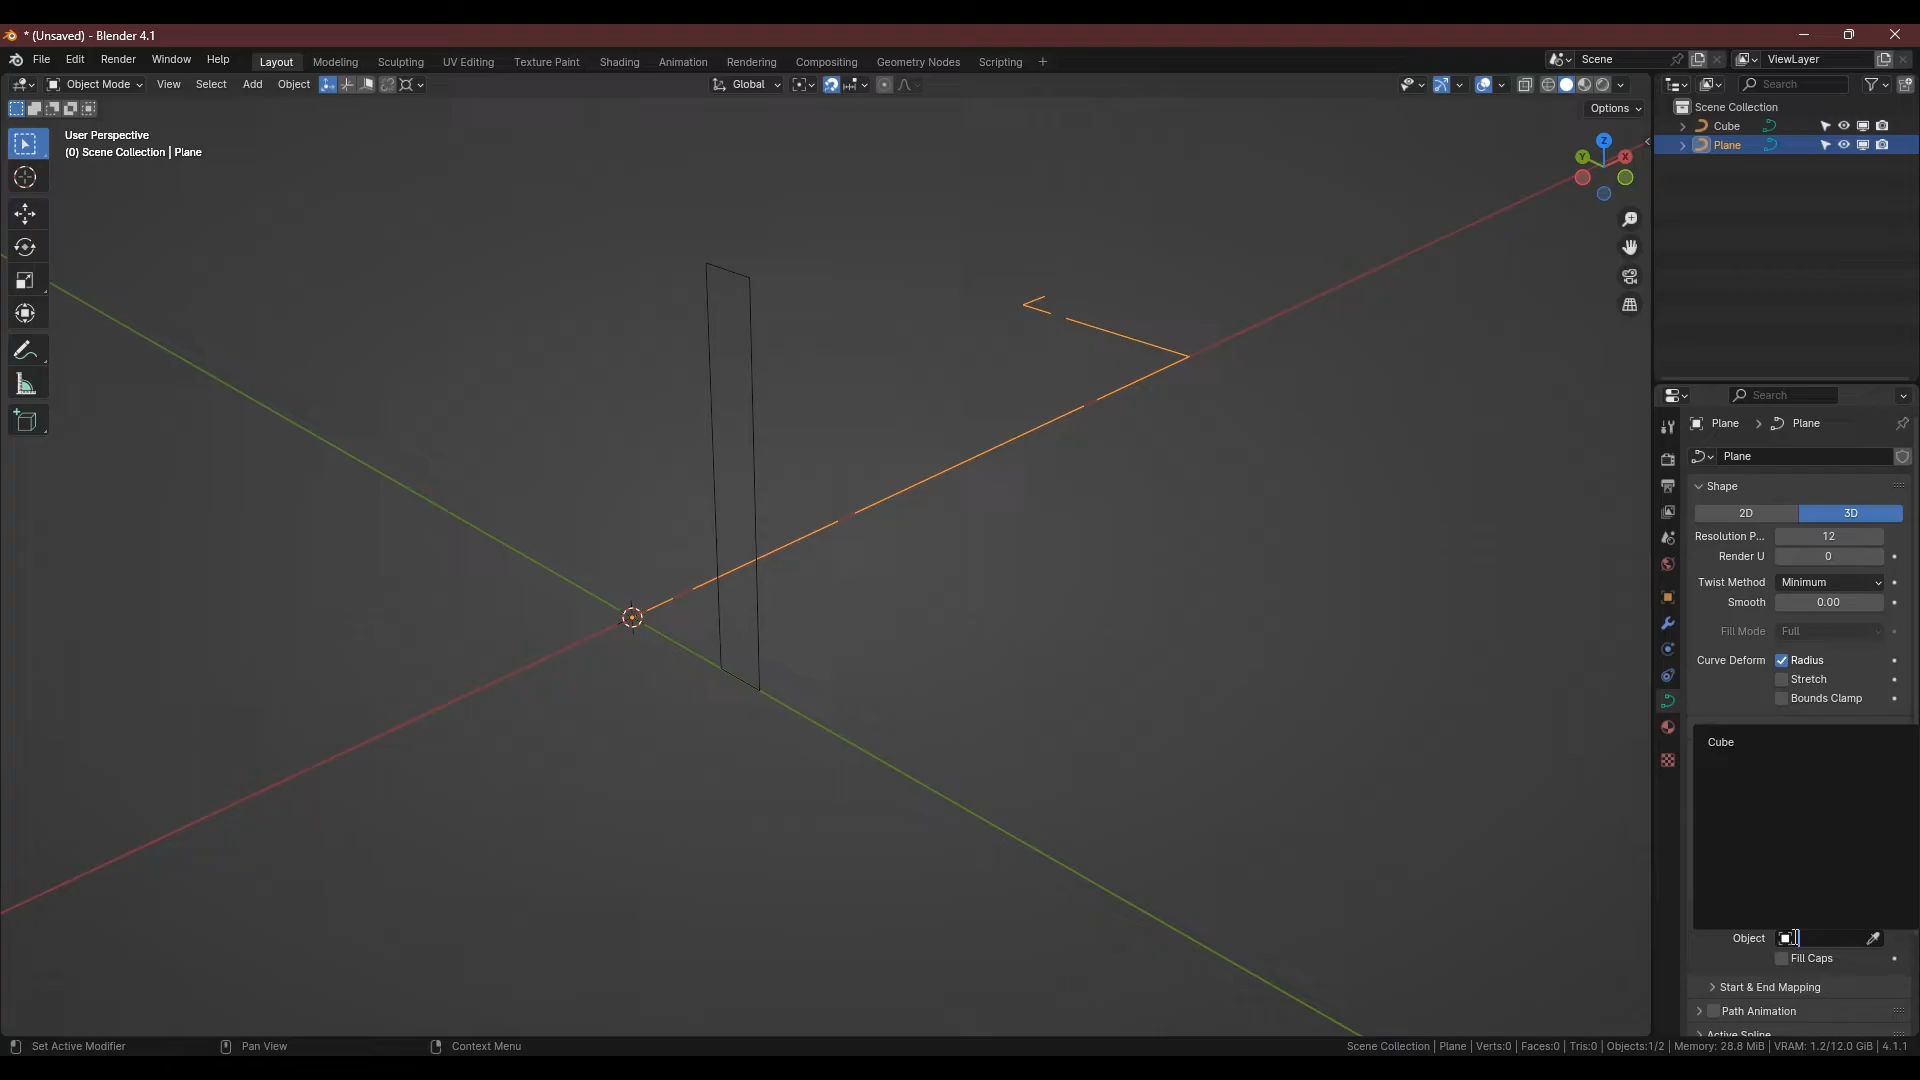 * (Unsaved) - Blender 4.1
File Edit Render Window Help Layout Modeling Sculpting UV Editing Texture Paint Shading Animation Rendering Compositing Geometry Nodes Scripting + Scene ViewLayer
Object Mode View Select Add Object Global Search
Options
User Perspective
(0) Scene Collection | Plane
Z
Y X
Scene Collection
Cube
Plane
Search
Plane > Plane
Plane
Shape
2D 3D
Resolution P... 12
Render U 0
Twist Method Minimum
Smooth 0.00
Fill Mode Full
Curve Deform Radius
Stretch
Bounds Clamp
Cube
Object
Fill Caps
Start & End Mapping
Path Animation
Active Spline
Set Active Modifier Pan View Context Menu Scene Collection | Plane | Verts:0 | Faces:0 | Tris:0 | Objects:1/2 | Memory: 28.8 MiB | VRAM: 1.2/12.0 GiB | 4.1.1